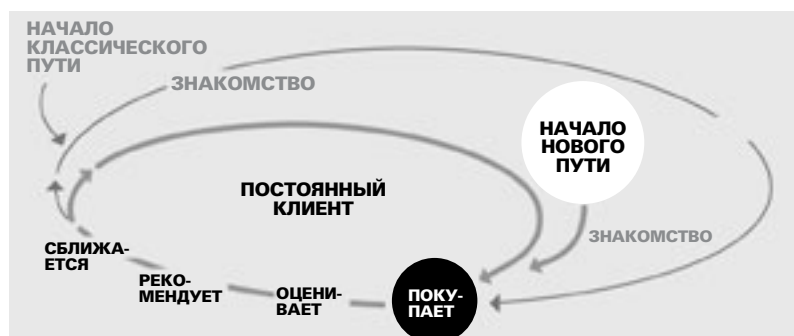 НАЧАЛО
КЛАССИЧЕСКОГО
ПУТИ
ЗНАКОМСТВО
НАЧАЛО
НОВОГО
ПУТИ
ПОСТОЯННЫЙ
КЛИЕНТ
ЗНАКОМСТВО
СБЛИЖА-
ЕТСЯ
РЕКО-
МЕНДУЕТ
ОЦЕНИ-
ВАЕТ
ПОКУ-
ПАЕТ